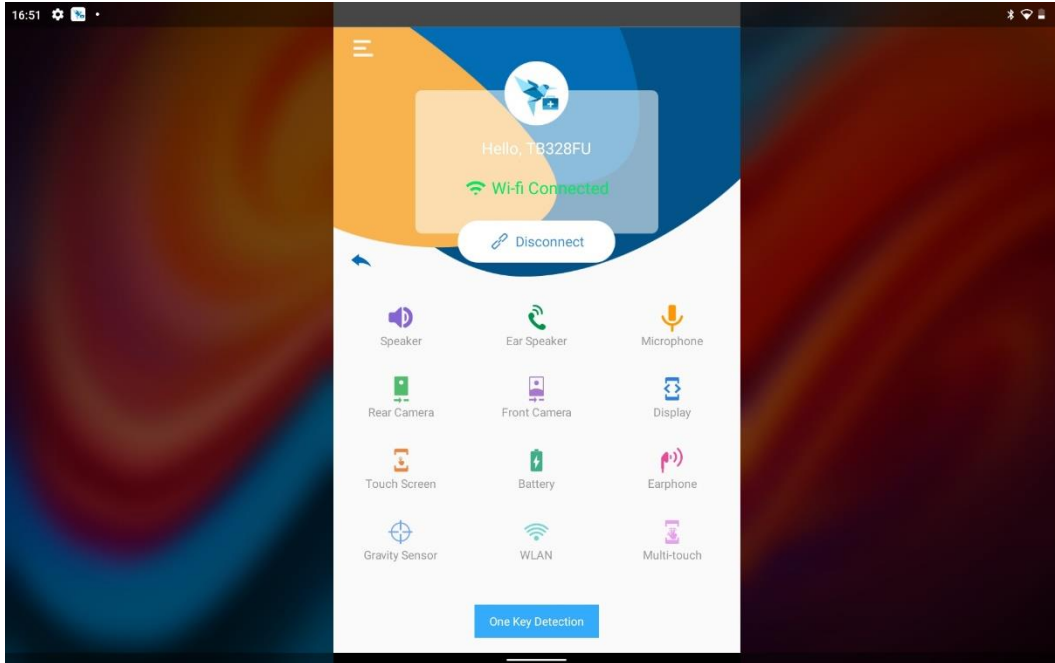 16:51
Hello, TB328FU
Wi-fi Connected
Disconnect
Speaker
Ear Speaker
Microphone
Rear Camera
Front Camera
Display
Touch Screen
Battery
Earphone
Gravity Sensor
WLAN
Multi-touch
One Key Detection